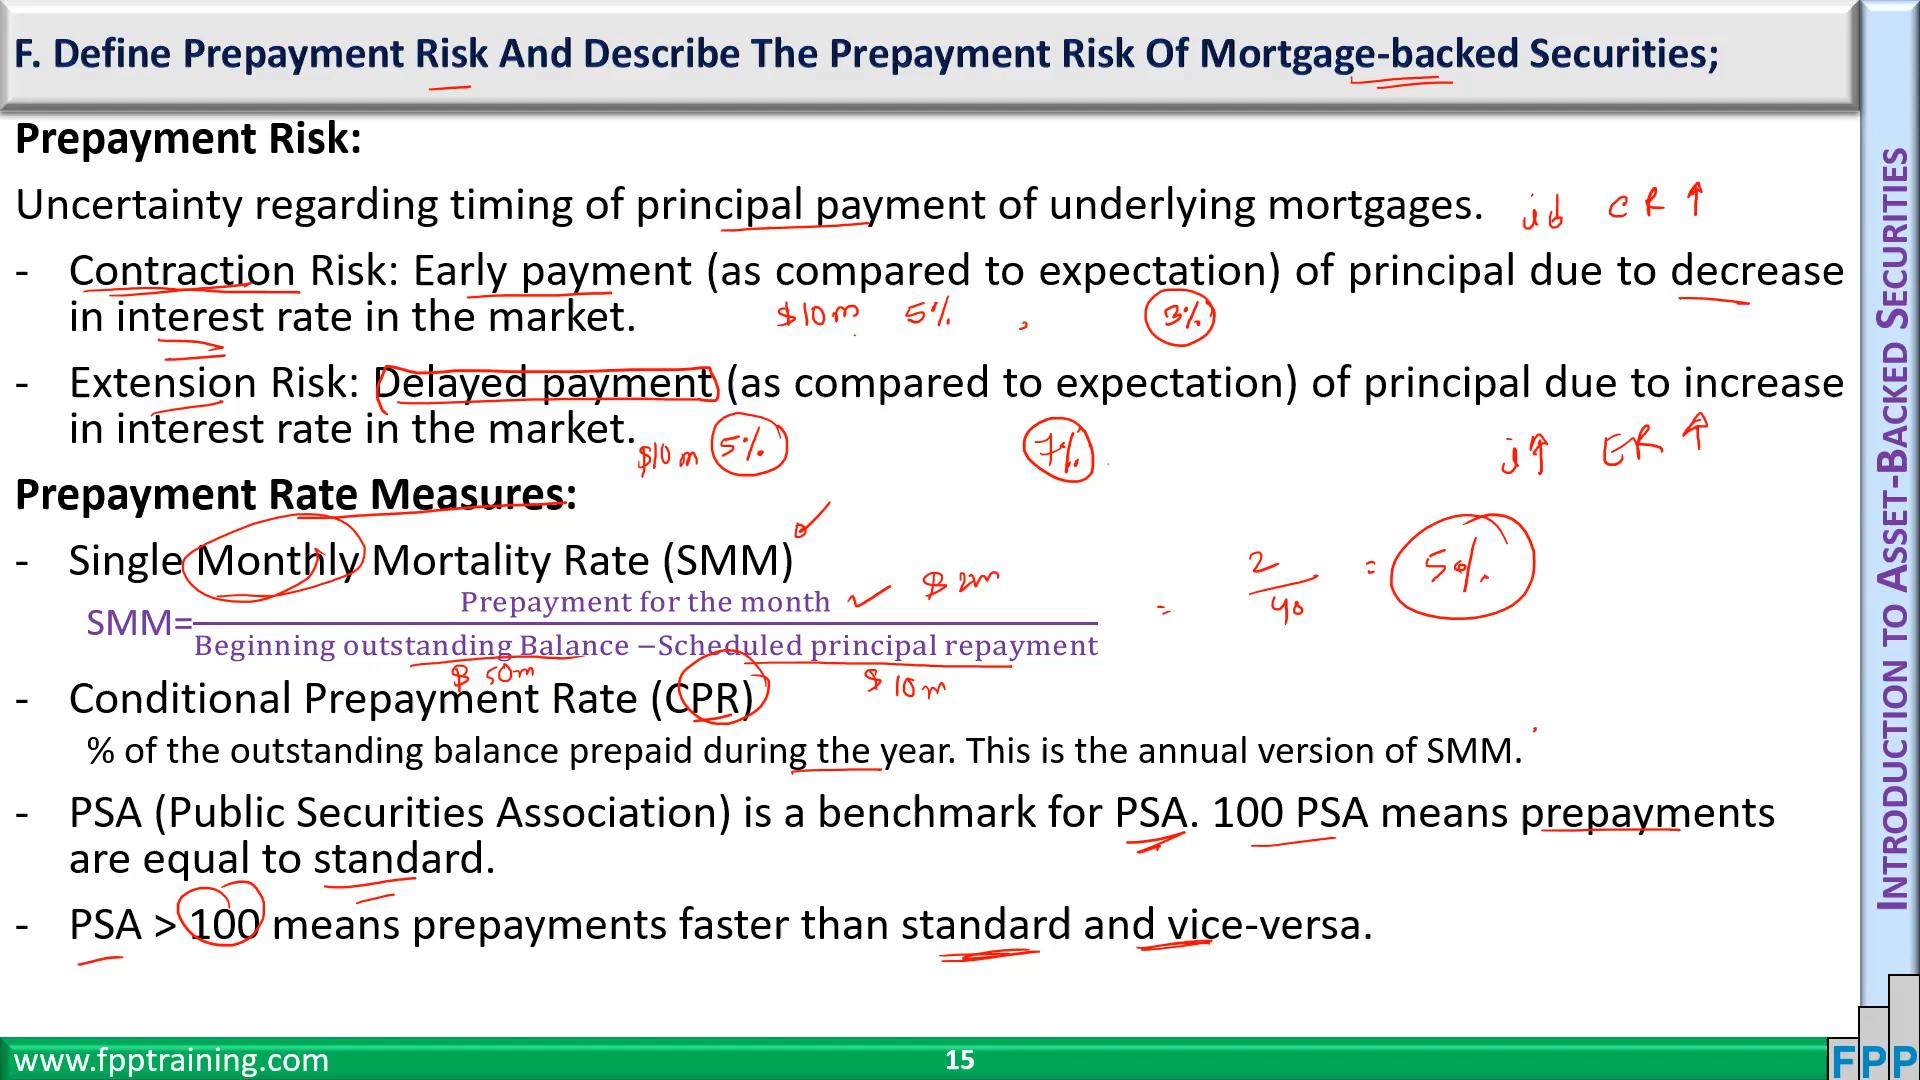 F. Define Prepayment Risk And Describe The Prepayment Risk Of Mortgage-backed Securities;
Prepayment Risk:
Uncertainty regarding timing of principal payment of underlying mortgages. i↓ CR ↑
- Contraction Risk: Early payment (as compared to expectation) of principal due to decrease
in interest rate in the market. $10m 5% , 3%
- Extension Risk: Delayed payment (as compared to expectation) of principal due to increase
in interest rate in the market. $10m 5% 7% i↑ ER ↑
Prepayment Rate Measures:
- Single Monthly Mortality Rate (SMM)
SMM= Prepayment for the month $ 2m
Beginning outstanding Balance −Scheduled principal repayment = 2/40 = 5%
$ 50m $ 10m
- Conditional Prepayment Rate (CPR)
% of the outstanding balance prepaid during the year. This is the annual version of SMM.
- PSA (Public Securities Association) is a benchmark for PSA. 100 PSA means prepayments
are equal to standard.
- PSA > 100 means prepayments faster than standard and vice-versa.
INTRODUCTION TO ASSET-BACKED SECURITIES
www.fpptraining.com
15
FPP